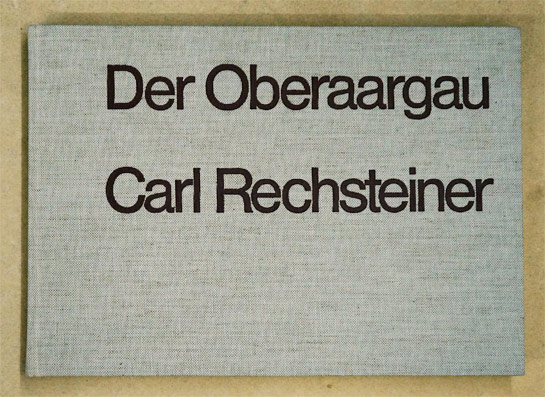 Der Oberaargau
Carl Rechsteiner